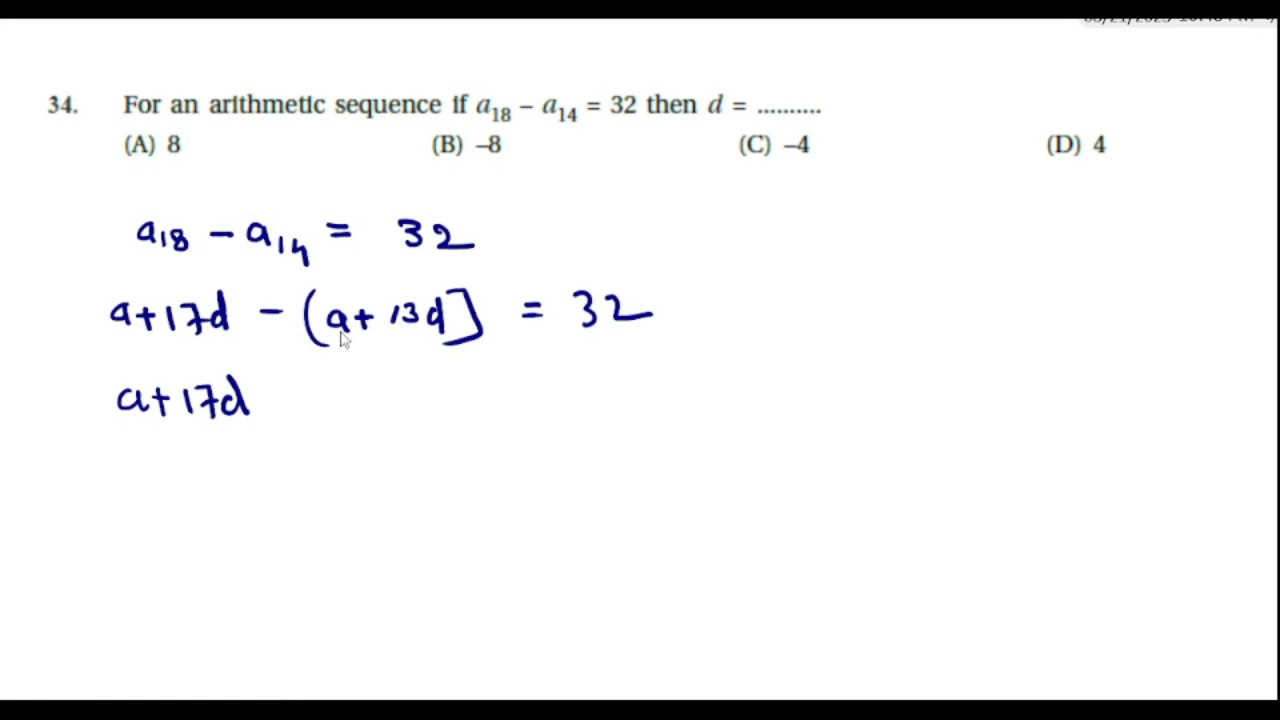 34. For an arithmetic sequence if a₁₈ – a₁₄ = 32 then d = ..........
(A) 8 (B) –8 (C) –4 (D) 4
a₁₈ – a₁₄ = 32
a+17d – (a+13d] = 32
a+17d